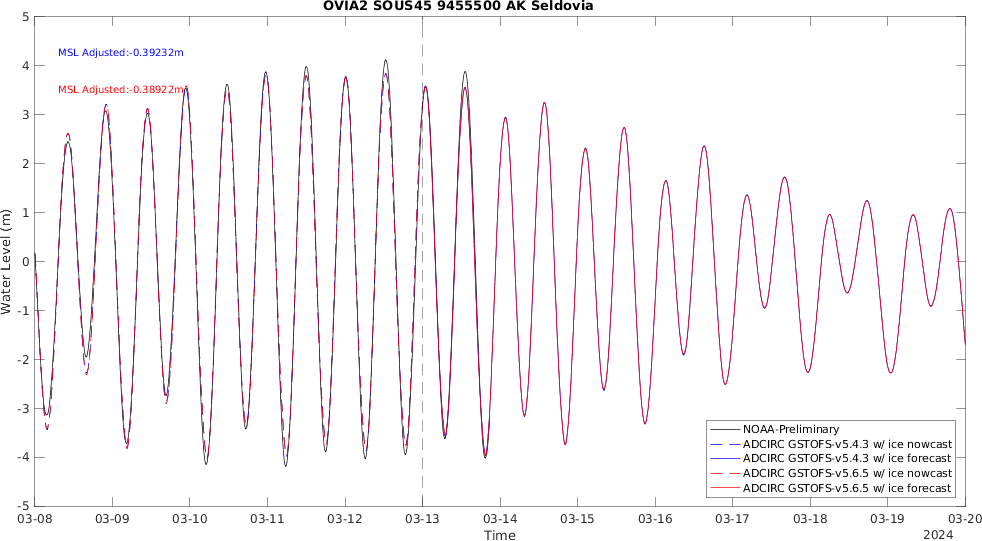 OVIA2 SOUS45 9455500 AK Seldovia
MSL Adjusted:-0.39232m
MSL Adjusted:-0.38922m
Water Level (m)
5
4
3
2
1
0
-1
-2
-3
-4
-5
NOAA-Preliminary
ADCIRC GSTOFS-v5.4.3 w/ ice nowcast
ADCIRC GSTOFS-v5.4.3 w/ ice forecast
ADCIRC GSTOFS-v5.6.5 w/ ice nowcast
ADCIRC GSTOFS-v5.6.5 w/ ice forecast
03-08 03-09 03-10 03-11 03-12 03-13 03-14 03-15 03-16 03-17 03-18 03-19 03-20
Time
2024